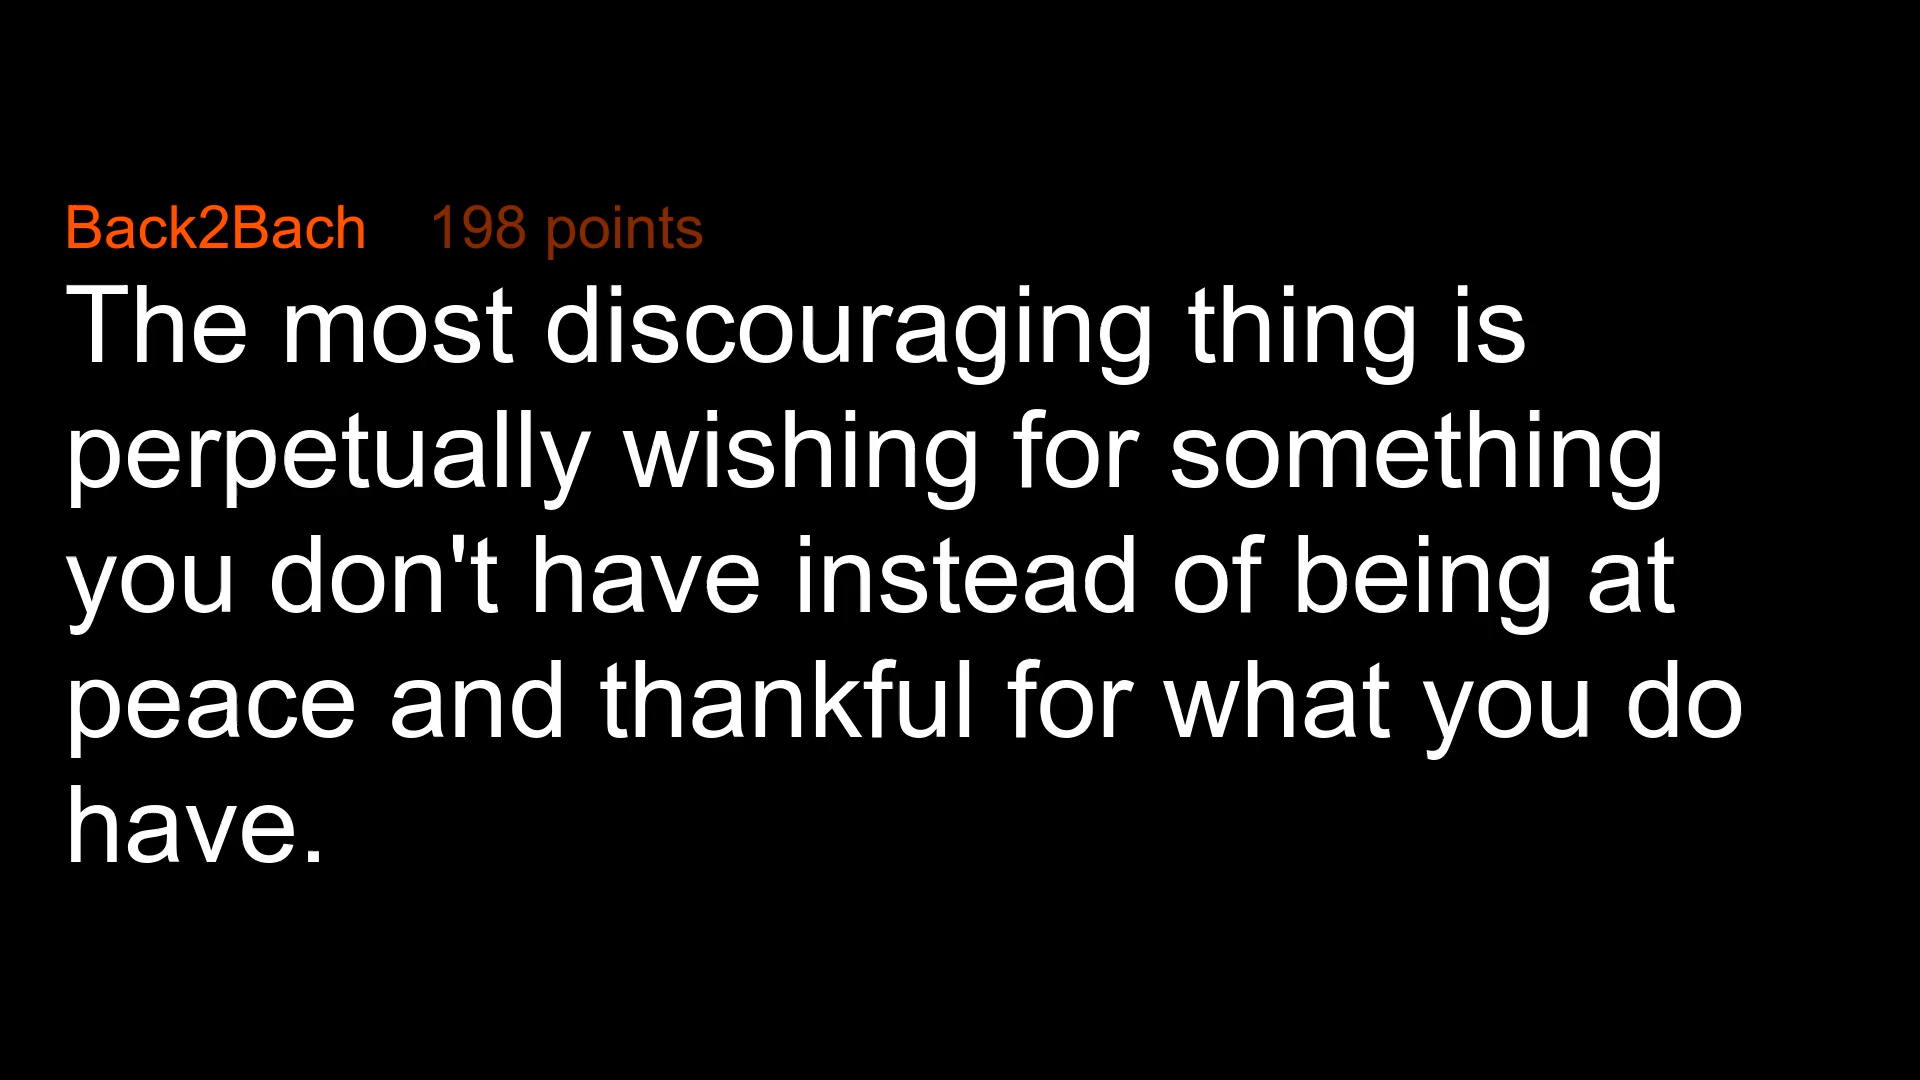 Back2Bach 198 points
The most discouraging thing is
perpetually wishing for something
you don't have instead of being at
peace and thankful for what you do
have.